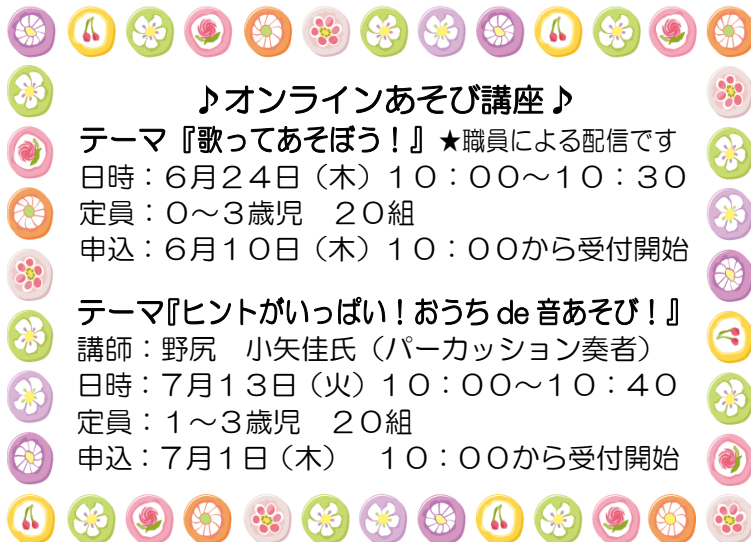 ♪オンラインあそび講座♪
テーマ『歌ってあそぼう！』★職員による配信です
日時：６月２４日（木）１０：００～１０：３０
定員：０～３歳児　２０組
申込：６月１０日（木）１０：００から受付開始
テーマ『ヒントがいっぱい！おうち de 音あそび！』
講師：野尻　小矢佳氏（パーカッション奏者）
日時：７月１３日（火）１０：００～１０：４０
定員：１～３歳児　２０組
申込：７月１日（木）　１０：００から受付開始